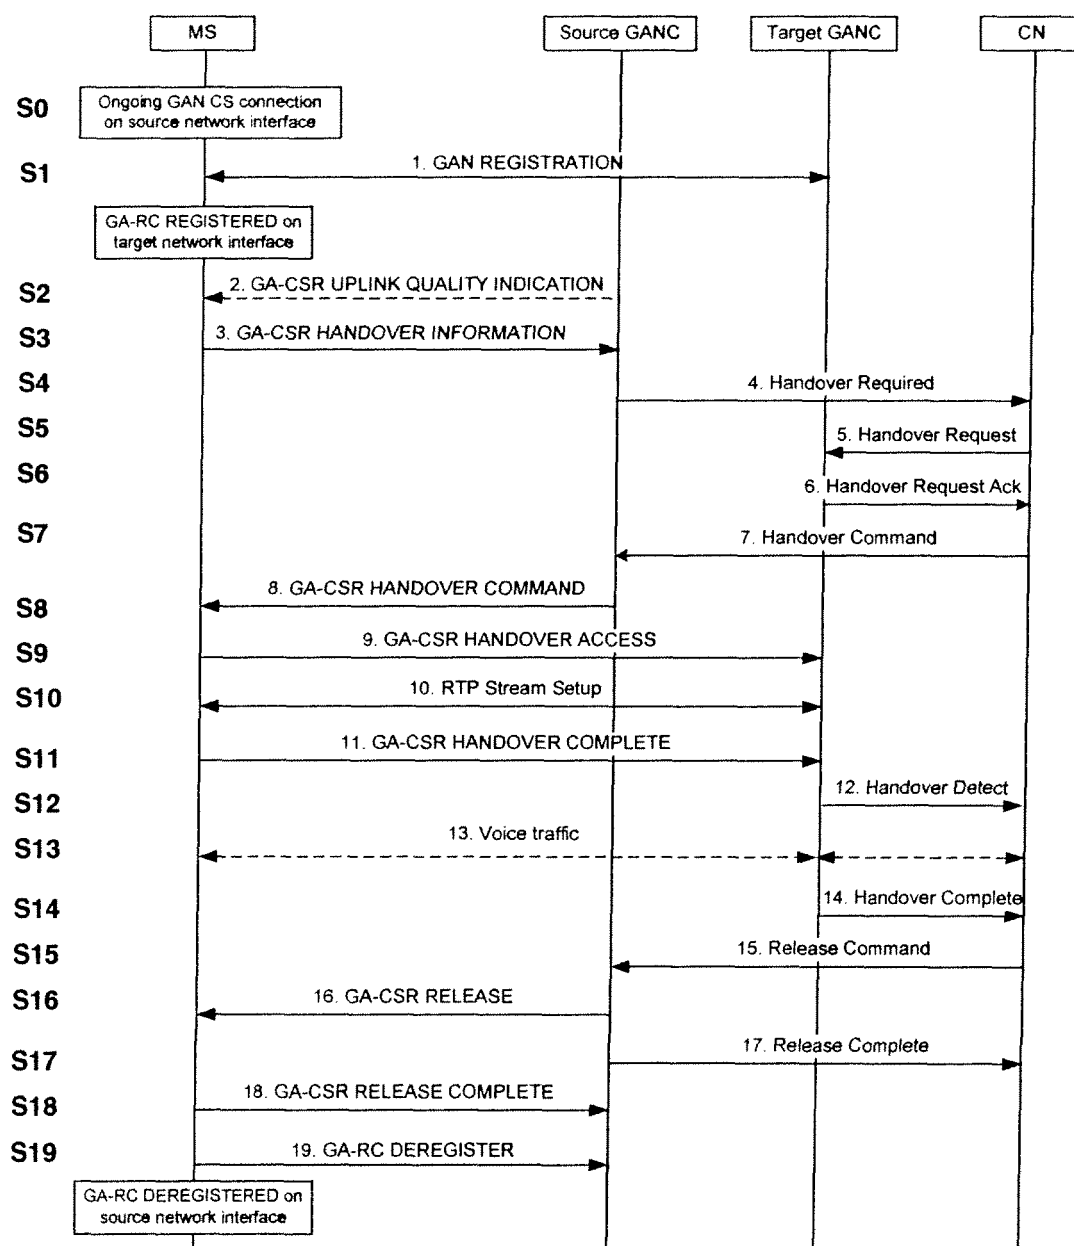 MS
Source GANC
Target GANC
CN
S0
Ongoing GAN CS connection
on source network interface
S1
1. GAN REGISTRATION
GA-RC REGISTERED on
target network interface
S2
2. GA-CSR UPLINK QUALITY INDICATION
S3
3. GA-CSR HANDOVER INFORMATION
S4
4. Handover Required
S5
5. Handover Request
S6
6. Handover Request Ack
S7
7. Handover Command
S8
8. GA-CSR HANDOVER COMMAND
S9
9. GA-CSR HANDOVER ACCESS
S10
10. RTP Stream Setup
S11
11. GA-CSR HANDOVER COMPLETE
S12
12. Handover Detect
S13
13. Voice traffic
S14
14. Handover Complete
S15
15. Release Command
S16
16. GA-CSR RELEASE
S17
17. Release Complete
S18
18. GA-CSR RELEASE COMPLETE
S19
19. GA-RC DEREGISTER
GA-RC DEREGISTERED on
source network interface